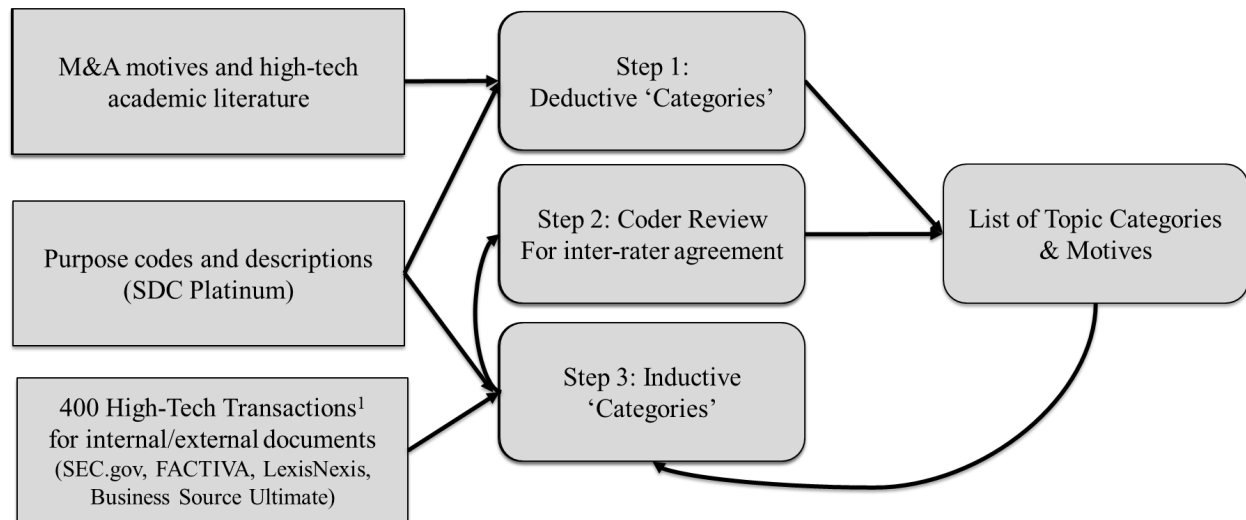 M&A motives and high-tech
academic literature
Purpose codes and descriptions
(SDC Platinum)
400 High-Tech Transactions¹
for internal/external documents
(SEC.gov, FACTIVA, LexisNexis,
Business Source Ultimate)
Step 1:
Deductive ‘Categories’
Step 2: Coder Review
For inter-rater agreement
Step 3: Inductive
‘Categories’
List of Topic Categories
& Motives